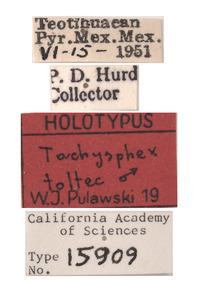 Teotihuacan
Pyr. Mex. Mex.
VI-15-1951
P. D. Hurd
Collector
HOLOTYPUS
Tachysphex
toltec ♂
W.J. Pulawski 19
California Academy
of Sciences
Type
No. 15909